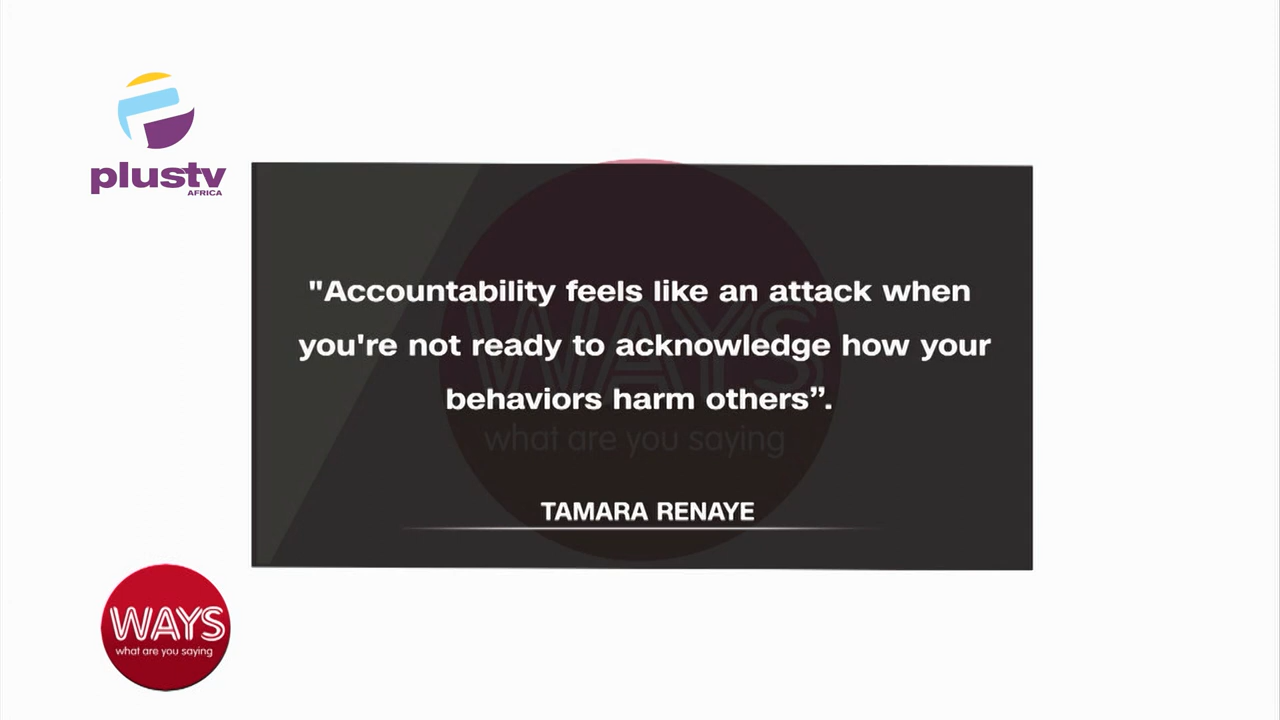 plustv
AFRICA
"Accountability feels like an attack when
you're not ready to acknowledge how your
behaviors harm others”.
WAYS
what are you saying
TAMARA RENAYE
WAYS
what are you saying